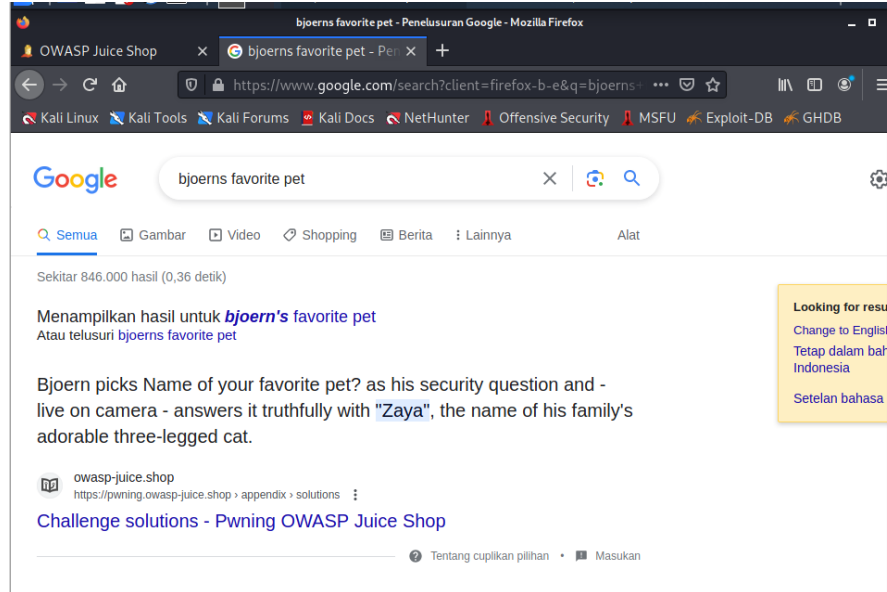 bjoerns favorite pet - Penelusuran Google - Mozilla Firefox
OWASP Juice Shop
bjoerns favorite pet - Pen
https://www.google.com/search?client=firefox-b-e&q=bjoerns
Kali Linux Kali Tools Kali Forums Kali Docs NetHunter Offensive Security MSFU Exploit-DB GHDB
Google
bjoerns favorite pet
Semua Gambar Video Shopping Berita Lainnya Alat
Sekitar 846.000 hasil (0,36 detik)
Menampilkan hasil untuk bjoern's favorite pet
Atau telusuri bjoerns favorite pet
Looking for resu
Change to English
Tetap dalam bah
Indonesia
Setelan bahasa
Bjoern picks Name of your favorite pet? as his security question and -
live on camera - answers it truthfully with "Zaya", the name of his family's
adorable three-legged cat.
owasp-juice.shop
https://pwning.owasp-juice.shop › appendix › solutions
Challenge solutions - Pwning OWASP Juice Shop
Tentang cuplikan pilihan • Masukan